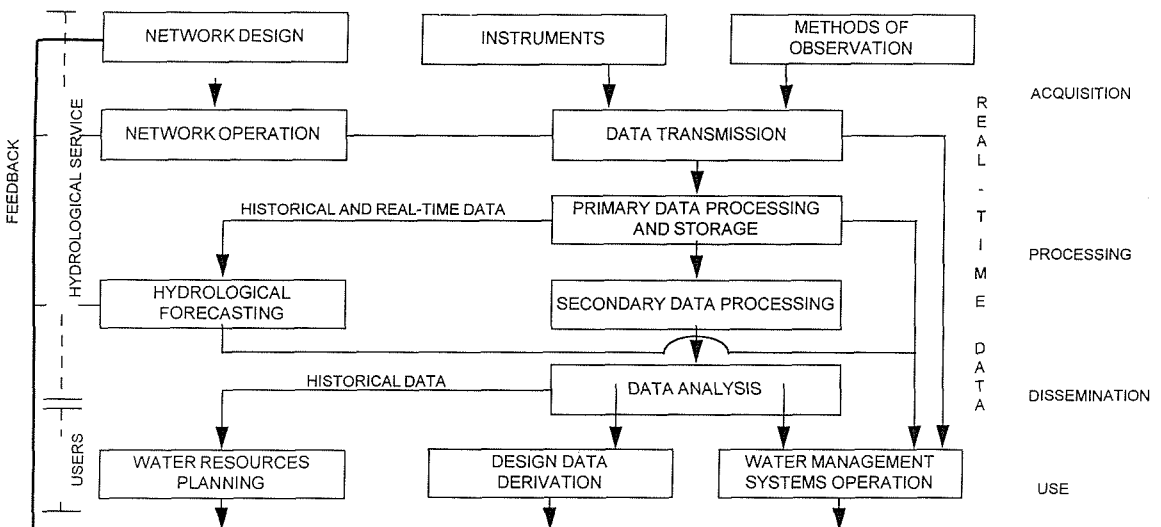 NETWORK DESIGN
INSTRUMENTS
METHODS OF
OBSERVATION
ACQUISITION
NETWORK OPERATION
DATA TRANSMISSION
HISTORICAL AND REAL-TIME DATA
PRIMARY DATA PROCESSING
AND STORAGE
PROCESSING
HYDROLOGICAL
FORECASTING
SECONDARY DATA PROCESSING
HISTORICAL DATA
DATA ANALYSIS
DISSEMINATION
WATER RESOURCES
PLANNING
DESIGN DATA
DERIVATION
WATER MANAGEMENT
SYSTEMS OPERATION
USE
FEEDBACK
HYDROLOGICAL SERVICE
USERS
REAL-TIME DATA